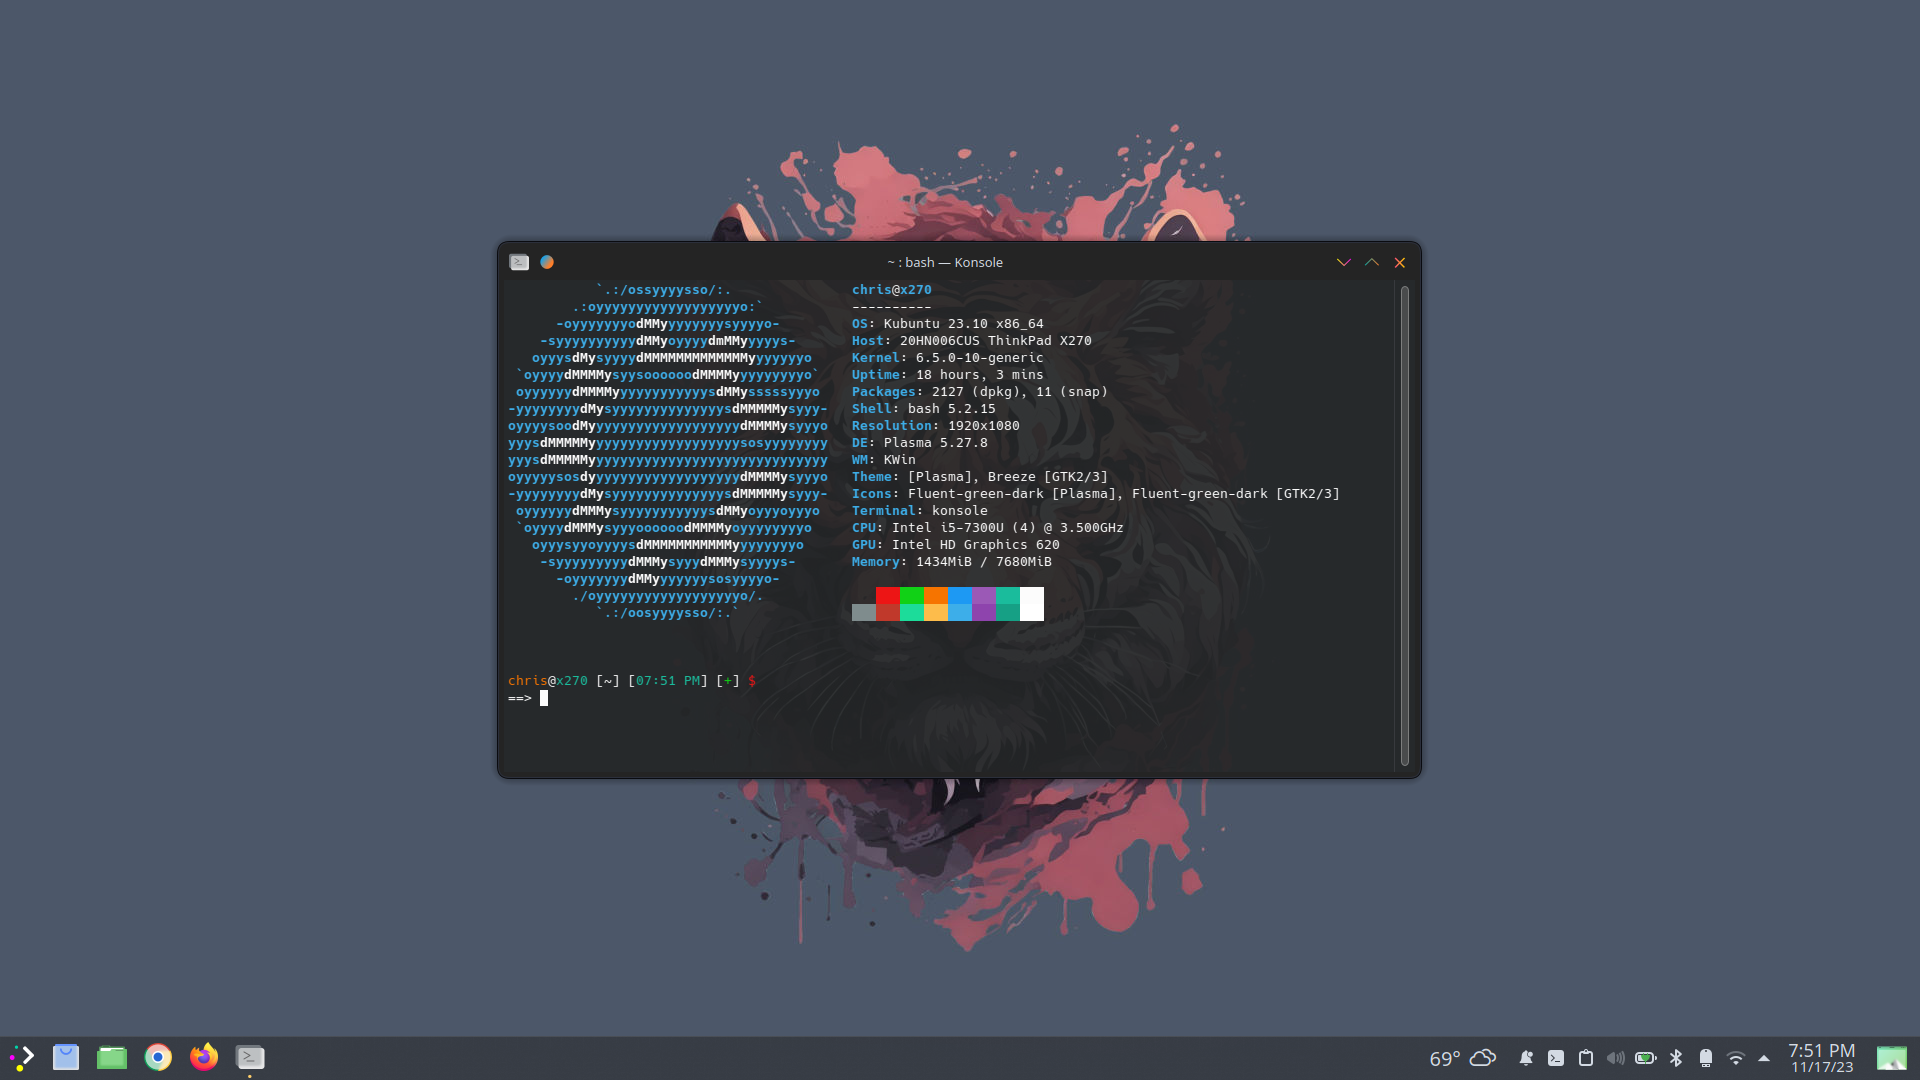 ~ : bash — Konsole
`.:/ossyyyysso/:.
.:oyyyyyyyyyyyyyyyyyyo:`
-oyyyyyyyodMMyyyyyyyysyyyyo-
-syyyyyyyyyydMMyoyyyydmMMyyyyys-
oyyysdMysyyyydMMMMMMMMMMMMMyyyyyyyo
`oyyyydMMMMysyysoooooodMMMMyyyyyyyyyo`
oyyyyyydMMMMyyyyyyyyyyyysdMMysssssyyyo
-yyyyyyyydMysyyyyyyyyyyyyyysdMMMMMysyyy-
oyyyysoodMyyyyyyyyyyyyyyyyyyydMMMMysyyyo
yyysdMMMMMyyyyyyyyyyyyyyyyyyysosyyyyyyyy
yyysdMMMMMyyyyyyyyyyyyyyyyyyyyyyyyyyyyyy
oyyyyysosdyyyyyyyyyyyyyyyyyyydMMMMysyyyo
-yyyyyyyydMysyyyyyyyyyyyyyysdMMMMMysyyy-
oyyyyyydMMMysyyyyyyyyyyysdMMyoyyyoyyyo
`oyyyydMMMysyyyoooooodMMMMyoyyyyyyyyo
oyyysyyoyyyysdMMMMMMMMMMMyyyyyyyyo
-syyyyyyyyydMMMysyyydMMMysyyyys-
-oyyyyyyydMMyyyyyyysosyyyyo-
./oyyyyyyyyyyyyyyyyyyo/.
`.:/oosyyyysso/:.`
chris@x270
----------
OS: Kubuntu 23.10 x86_64
Host: 20HN006CUS ThinkPad X270
Kernel: 6.5.0-10-generic
Uptime: 18 hours, 3 mins
Packages: 2127 (dpkg), 11 (snap)
Shell: bash 5.2.15
Resolution: 1920x1080
DE: Plasma 5.27.8
WM: KWin
Theme: [Plasma], Breeze [GTK2/3]
Icons: Fluent-green-dark [Plasma], Fluent-green-dark [GTK2/3]
Terminal: konsole
CPU: Intel i5-7300U (4) @ 3.500GHz
GPU: Intel HD Graphics 620
Memory: 1434MiB / 7680MiB
chris@x270 [~] [07:51 PM] [+] $
==>
69°
7:51 PM
11/17/23